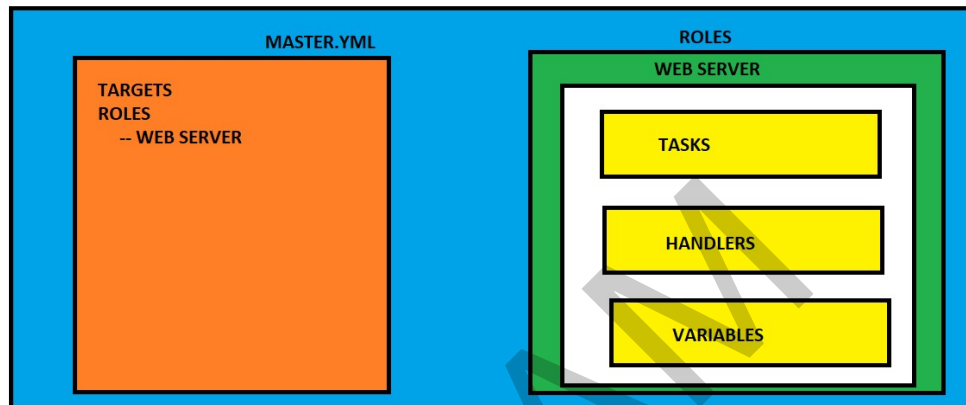 MASTER.YML
TARGETS
ROLES
-- WEB SERVER
ROLES
WEB SERVER
TASKS
HANDLERS
VARIABLES